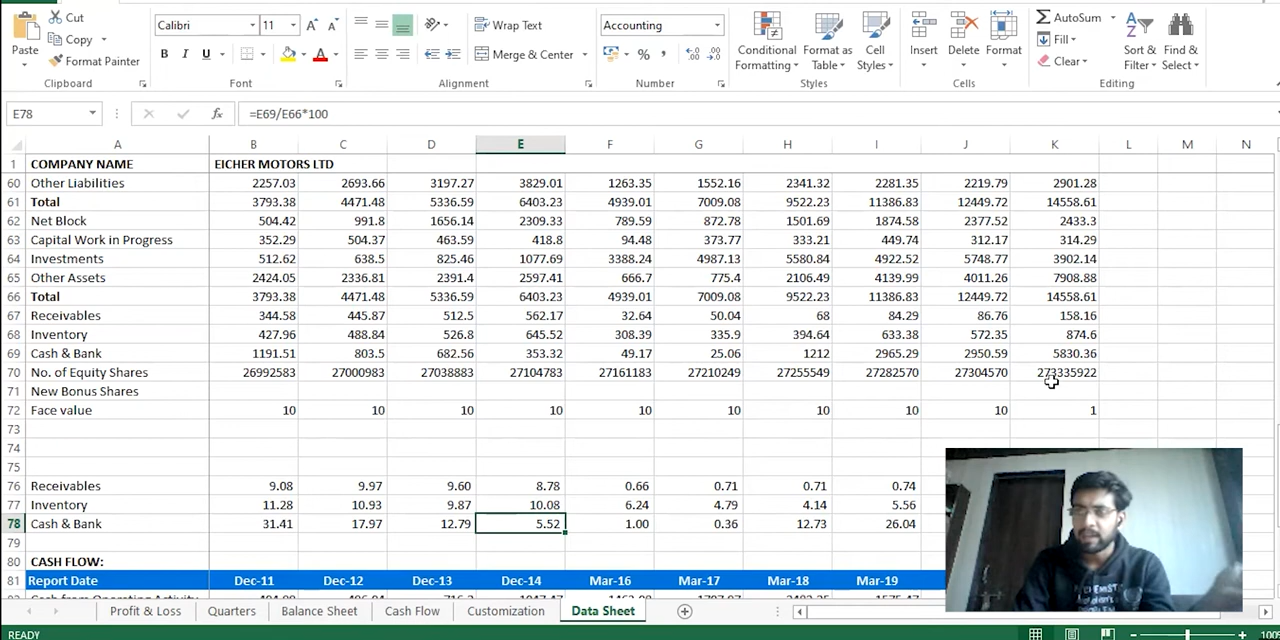 Cut Calibri 11 Wrap Text Accounting AutoSum
Paste Copy Conditional Format as Cell Insert Delete Format Fill Sort & Find &
Format Painter B I U Merge & Center % Formatting Table Styles Clear Filter Select
Clipboard Font Alignment Number Styles Cells
E78 fx =E69/E66*100
A B C D E F G H I J K L M N
1 COMPANY NAME EICHER MOTORS LTD
60 Other Liabilities 2257.03 2693.66 3197.27 3829.01 1263.35 1552.16 2341.32 2281.35 2219.79 2901.28
61 Total 3793.38 4471.48 5336.59 6403.23 4939.01 7009.08 9522.23 11386.83 12449.72 14558.61
62 Net Block 504.42 991.8 1656.14 2309.33 789.59 872.78 1501.69 1874.58 2377.52 2433.3
63 Capital Work in Progress 352.29 504.37 463.59 418.8 94.48 373.77 333.21 449.74 312.17 314.29
64 Investments 512.62 638.5 825.46 1077.69 3388.24 4987.13 5580.84 4922.52 5748.77 3902.14
65 Other Assets 2424.05 2336.81 2391.4 2597.41 666.7 775.4 2106.49 4139.99 4011.26 7908.88
66 Total 3793.38 4471.48 5336.59 6403.23 4939.01 7009.08 9522.23 11386.83 12449.72 14558.61
67 Receivables 344.58 445.87 512.5 562.17 32.64 50.04 68 84.29 86.76 158.16
68 Inventory 427.96 488.84 526.8 645.52 308.39 335.9 394.64 633.38 572.35 874.6
69 Cash & Bank 1191.51 803.5 682.56 353.32 49.17 25.06 1212 2965.29 2950.59 5830.36
70 No. of Equity Shares 26992583 27000983 27038883 27104783 27161183 27210249 27255549 27282570 27304570 273335922
71 New Bonus Shares
72 Face value 10 10 10 10 10 10 10 10 10 1
73
74
75
76 Receivables 9.08 9.97 9.60 8.78 0.66 0.71 0.71 0.74
77 Inventory 11.28 10.93 9.87 10.08 6.24 4.79 4.14 5.56
78 Cash & Bank 31.41 17.97 12.79 5.52 1.00 0.36 12.73 26.04
79
80 CASH FLOW:
81 Report Date Dec-11 Dec-12 Dec-13 Dec-14 Mar-16 Mar-17 Mar-18 Mar-19
Profit & Loss Quarters Balance Sheet Cash Flow Customization Data Sheet
READY